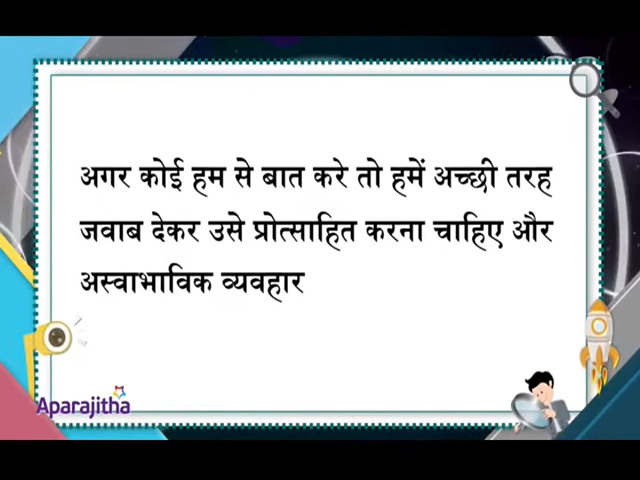 अगर कोई हम से बात करे तो हमें अच्छी तरह
जवाब देकर उसे प्रोत्साहित करना चाहिए और
अस्वाभाविक व्यवहार
Aparajitha